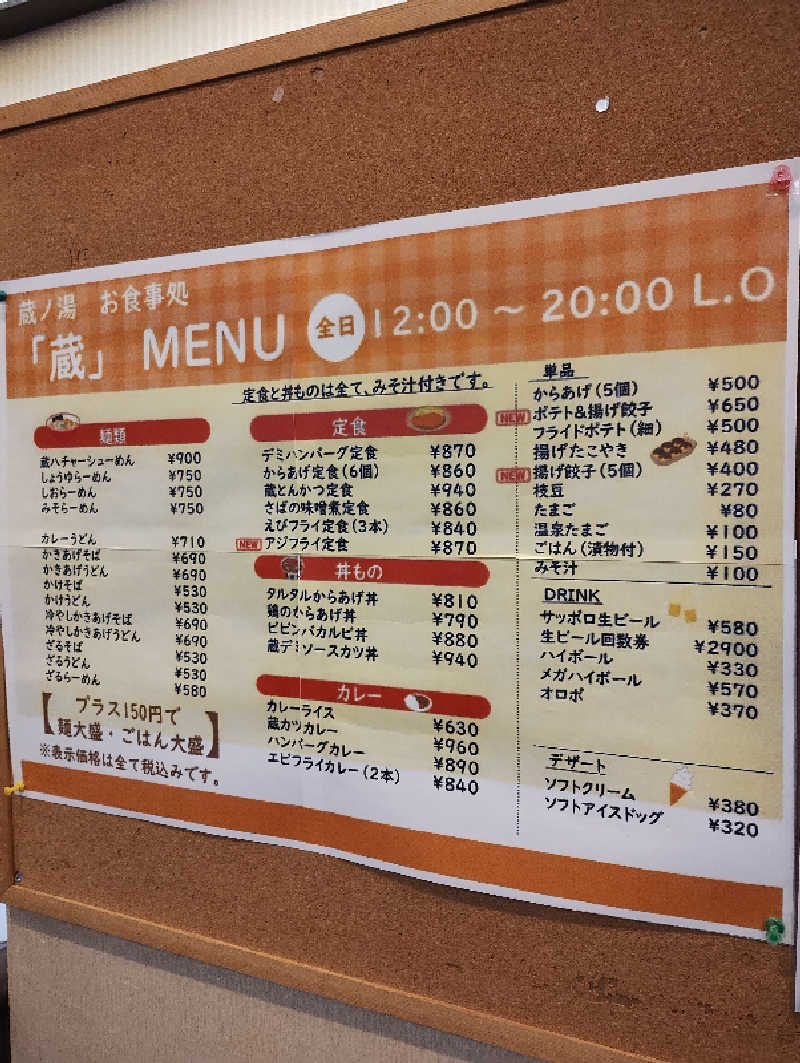 蔵ノ湯 お食事処
「蔵」 MENU 全日 12:00 ~ 20:00 L.O
定食と丼ものは全て、みそ汁付きです。
麺類
蔵ハチャーシューめん ¥900
しょうゆらーめん ¥750
しおらーめん ¥750
みそらーめん ¥750
カレーうどん ¥710
かきあげそば ¥690
かきあげうどん ¥690
かけそば ¥530
かけうどん ¥530
冷やしかきあげそば ¥690
冷やしかきあげうどん ¥690
ざるそば ¥530
ざるうどん ¥530
ざるらーめん ¥580
【プラス150円で
麺大盛・ごはん大盛】
※表示価格は全て税込みです。
定食
デミハンバーグ定食 ¥870
からあげ定食(6個) ¥860
蔵とんかつ定食 ¥940
さばの味噌煮定食 ¥860
えびフライ定食(3本) ¥840
NEW アジフライ定食 ¥870
丼もの
タルタルからあげ丼 ¥810
鶏のからあげ丼 ¥790
ビビンバカルビ丼 ¥880
蔵デミソースカツ丼 ¥940
カレー
カレーライス ¥630
蔵カツカレー ¥960
ハンバーグカレー ¥890
エビフライカレー(2本) ¥840
単品
からあげ(5個) ¥500
NEW ポテト&揚げ餃子 ¥650
フライドポテト(細) ¥500
揚げたこやき ¥480
NEW 揚げ餃子(5個) ¥400
枝豆 ¥270
たまご ¥80
温泉たまご ¥100
ごはん(漬物付) ¥150
みそ汁 ¥100
DRINK
サッポロ生ビール ¥580
生ビール回数券 ¥2900
ハイボール ¥330
メガハイボール ¥570
オロポ ¥370
デザート
ソフトクリーム ¥380
ソフトアイスドッグ ¥320